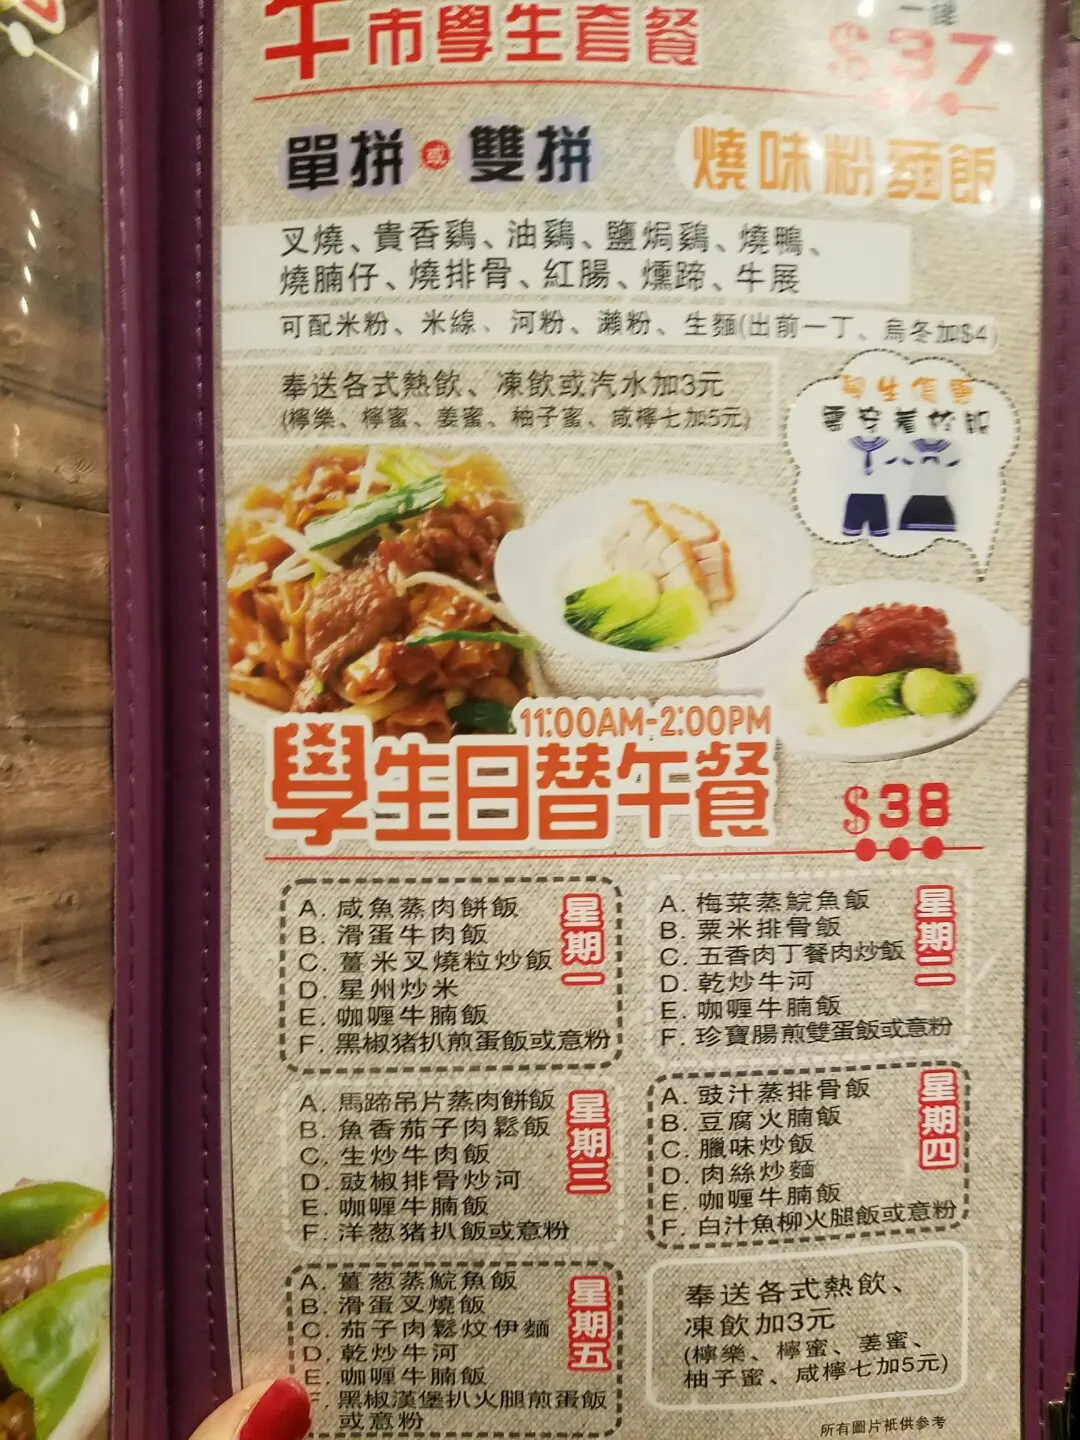 午市學生套餐
$37
單拼或雙拼
燒味粉麵飯
叉燒、貴香鷄、油鷄、鹽焗鷄、燒鴨、
燒腩仔、燒排骨、紅腸、燻蹄、牛展
可配米粉、米線、河粉、瀨粉、生麵(出前一丁、烏冬加$4)
奉送各式熱飲、凍飲或汽水加3元
(檸樂、檸蜜、姜蜜、柚子蜜、咸檸七加5元)
學生優惠
需穿着校服
11:00AM-2:00PM
學生日替午餐
$38
星期一
A. 咸魚蒸肉餅飯
B. 滑蛋牛肉飯
C. 薑米叉燒粒炒飯
D. 星州炒米
E. 咖喱牛腩飯
F. 黑椒猪扒煎蛋飯或意粉
星期二
A. 梅菜蒸鯇魚飯
B. 粟米排骨飯
C. 五香肉丁餐肉炒飯
D. 乾炒牛河
E. 咖喱牛腩飯
F. 珍寶腸煎雙蛋飯或意粉
星期三
A. 馬蹄吊片蒸肉餅飯
B. 魚香茄子肉鬆飯
C. 生炒牛肉飯
D. 豉椒排骨炒河
E. 咖喱牛腩飯
F. 洋葱猪扒飯或意粉
星期四
A. 豉汁蒸排骨飯
B. 豆腐火腩飯
C. 臘味炒飯
D. 肉絲炒麵
E. 咖喱牛腩飯
F. 白汁魚柳火腿飯或意粉
星期五
A. 薑葱蒸鯇魚飯
B. 滑蛋叉燒飯
C. 茄子肉鬆炆伊麵
D. 乾炒牛河
E. 咖喱牛腩飯
F. 黑椒漢堡扒火腿煎蛋飯
或意粉
奉送各式熱飲、
凍飲加3元
(檸樂、檸蜜、姜蜜、
柚子蜜、咸檸七加5元)
所有圖片祗供參考